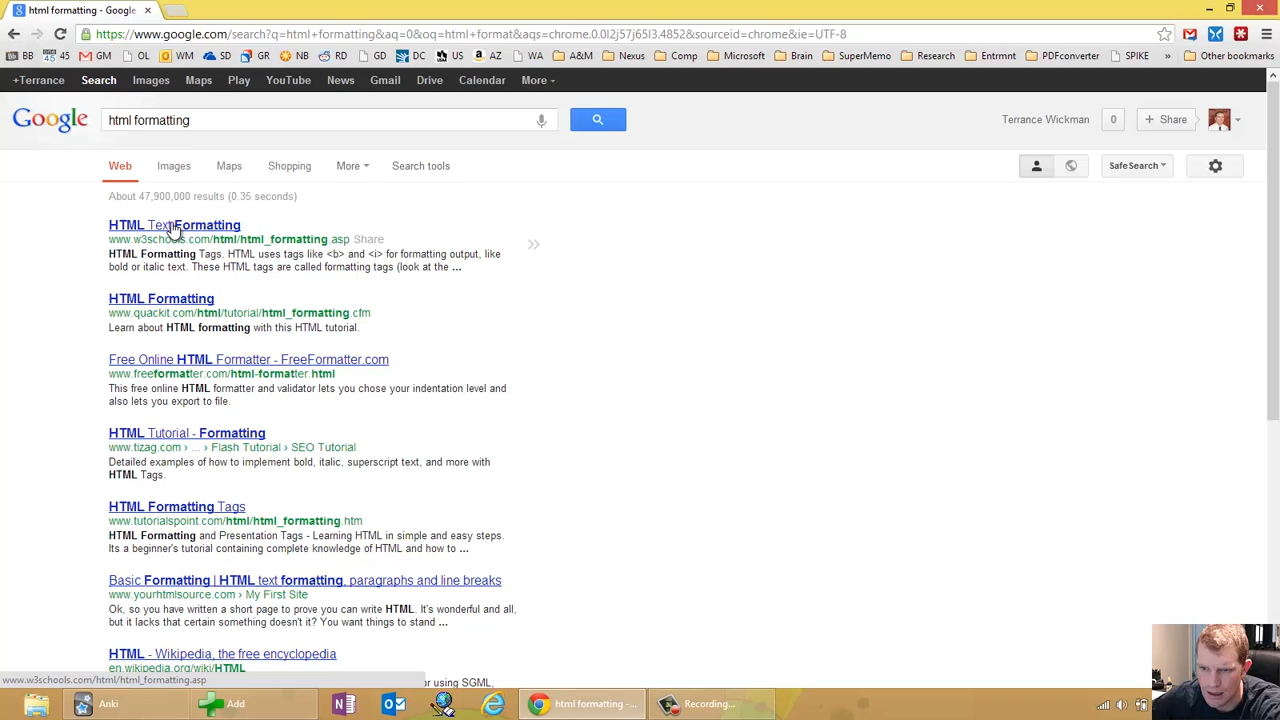 html formatting - Google
https://www.google.com/search?q=html+formatting&aq=0&oq=html+format&aqs=chrome.0.0l2j57j65l3.4852&sourceid=chrome&ie=UTF-8
BB 45 GM OL WM SD GR NB RD GD DC US AZ WA A&M Nexus Comp Microsoft Brain SuperMemo Research Entrmnt PDFconverter SPIKE » Other bookmarks
+Terrance Search Images Maps Play YouTube News Gmail Drive Calendar More
Google html formatting Terrance Wickman 0 + Share
Web Images Maps Shopping More Search tools SafeSearch
About 47,900,000 results (0.35 seconds)
HTML Text Formatting
www.w3schools.com/html/html_formatting.asp Share
HTML Formatting Tags. HTML uses tags like <b> and <i> for formatting output, like
bold or italic text. These HTML tags are called formatting tags (look at the ...
HTML Formatting
www.quackit.com/html/tutorial/html_formatting.cfm
Learn about HTML formatting with this HTML tutorial.
Free Online HTML Formatter - FreeFormatter.com
www.freeformatter.com/html-formatter.html
This free online HTML formatter and validator lets you chose your indentation level and
also lets you export to file.
HTML Tutorial - Formatting
www.tizag.com › ... › Flash Tutorial › SEO Tutorial
Detailed examples of how to implement bold, italic, superscript text, and more with
HTML Tags.
HTML Formatting Tags
www.tutorialspoint.com/html/html_formatting.htm
HTML Formatting and Presentation Tags - Learning HTML in simple and easy steps.
Its a beginner's tutorial containing complete knowledge of HTML and how to ...
Basic Formatting | HTML text formatting, paragraphs and line breaks
www.yourhtmlsource.com › My First Site
Ok, so you have written a short page to prove you can write HTML. It's wonderful and all,
but it lacks that certain something doesn't it? You want things to stand ...
HTML - Wikipedia, the free encyclopedia
en.wikipedia.org/wiki/HTML
or using SGML,
www.w3schools.com/html/html_formatting.asp
Anki Add html formatting -... Recording...